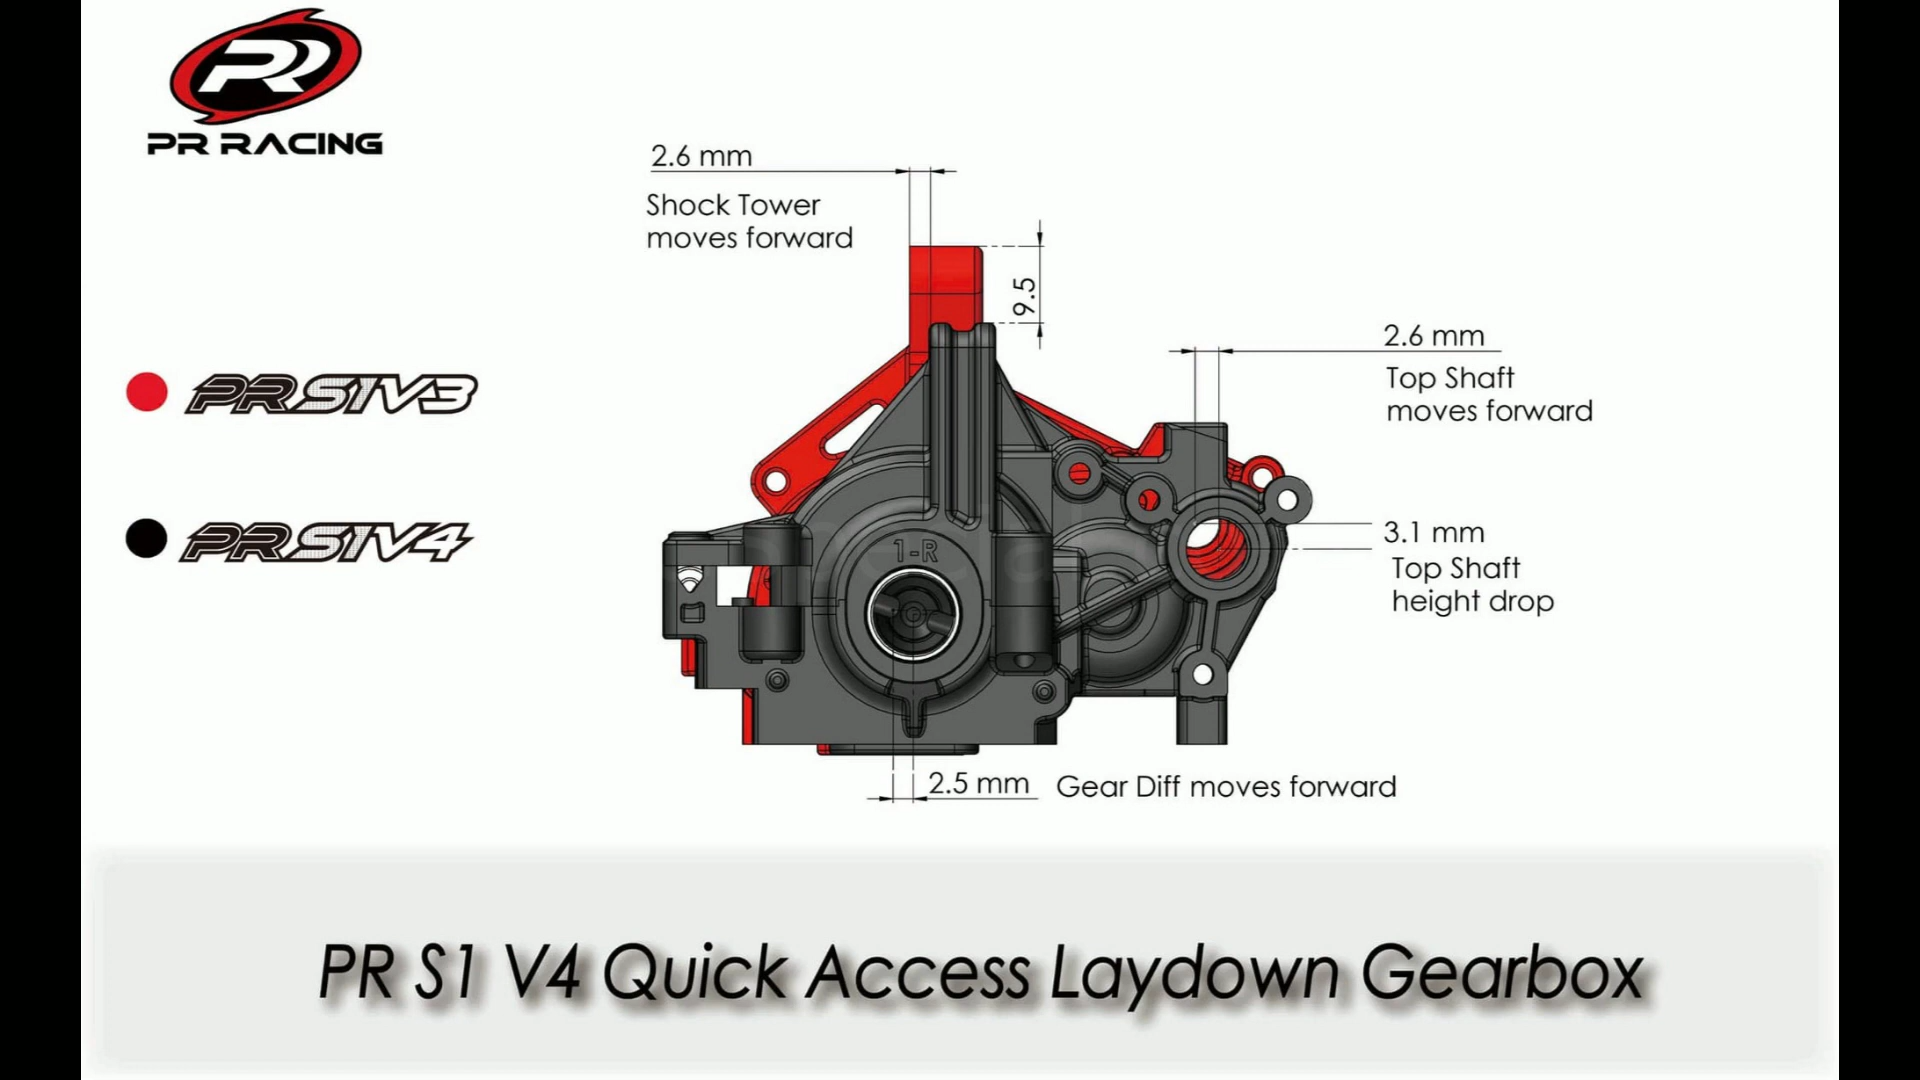 PR
PR RACING
2.6 mm
Shock Tower
moves forward
9.5
2.6 mm
Top Shaft
moves forward
PRS1V3
PRS1V4
3.1 mm
Top Shaft
height drop
1-R
2.5 mm
Gear Diff moves forward
PR S1 V4 Quick Access Laydown Gearbox